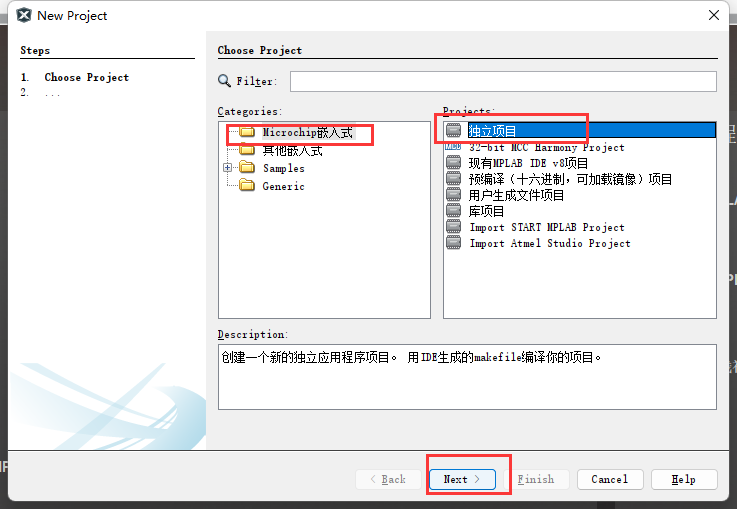 New Project
Steps
1. Choose Project
2. ...
Choose Project
Filter:
Categories:
Microchip嵌入式
其他嵌入式
Samples
Generic
Projects:
独立项目
32-bit MCC Harmony Project
现有MPLAB IDE v8项目
预编译（十六进制，可加载镜像）项目
用户生成文件项目
库项目
Import START MPLAB Project
Import Atmel Studio Project
Description:
创建一个新的独立应用程序项目。 用IDE生成的makefile编译你的项目。
< Back
Next >
Finish
Cancel
Help